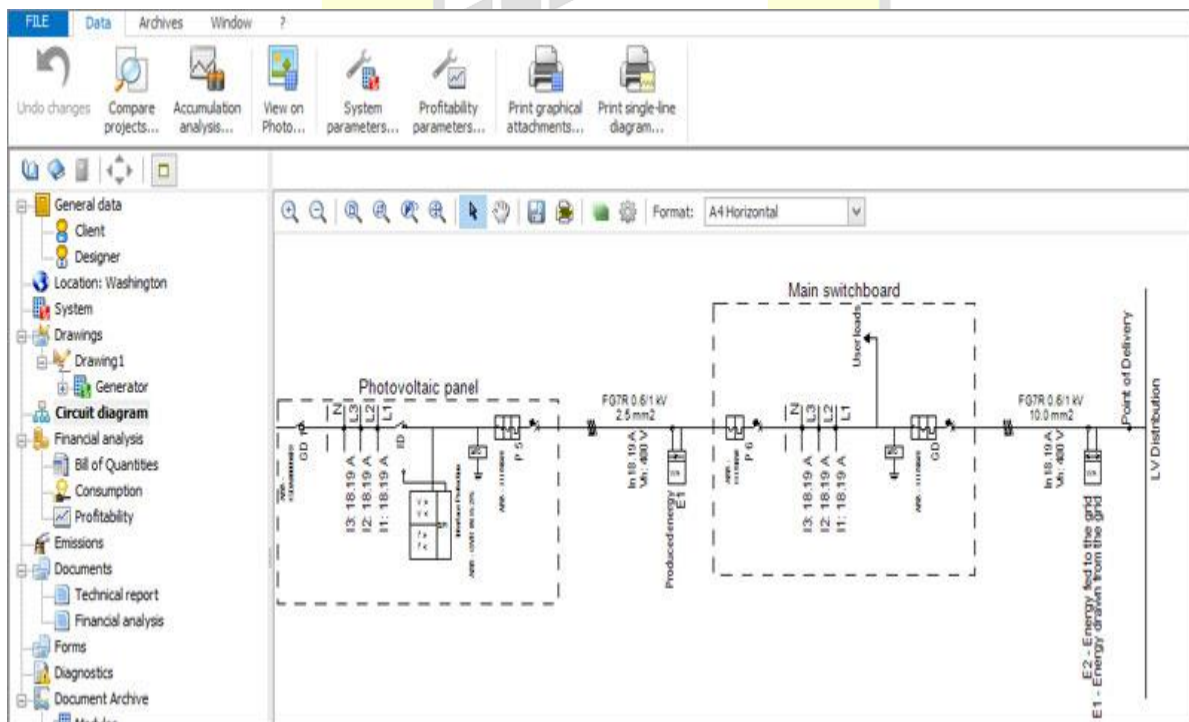 FILE Data Archives Window ?
Undo changes
Compare projects...
Accumulation analysis...
View on Photo...
System parameters...
Profitability parameters...
Print graphical attachments...
Print single-line diagram...
General data
Client
Designer
Location: Washington
System
Drawings
Drawing1
Generator
Circuit diagram
Financial analysis
Bill of Quantities
Consumption
Profitability
Emissions
Documents
Technical report
Financial analysis
Forms
Diagnostics
Document Archive
Format: A4 Horizontal
Photovoltaic panel
GD
N
L3
L2
L1
I3: 18.19 A
I2: 18.19 A
I1: 18.19 A
ID
Interface Protection
P 5
FG7R 0.6/1 kV
2.5 mm2
In 18.19 A
Vn: 400 V
Produced energy
E1
Main switchboard
User loads
P 6
N
L3
L2
L1
I3: 18.19 A
I2: 18.19 A
I1: 18.19 A
GD
FG7R 0.6/1 kV
10.0 mm2
In 18.19 A
Vn: 400 V
E2 - Energy fed to the grid
E1 - Energy drawn from the grid
Point of Delivery
LV Distribution